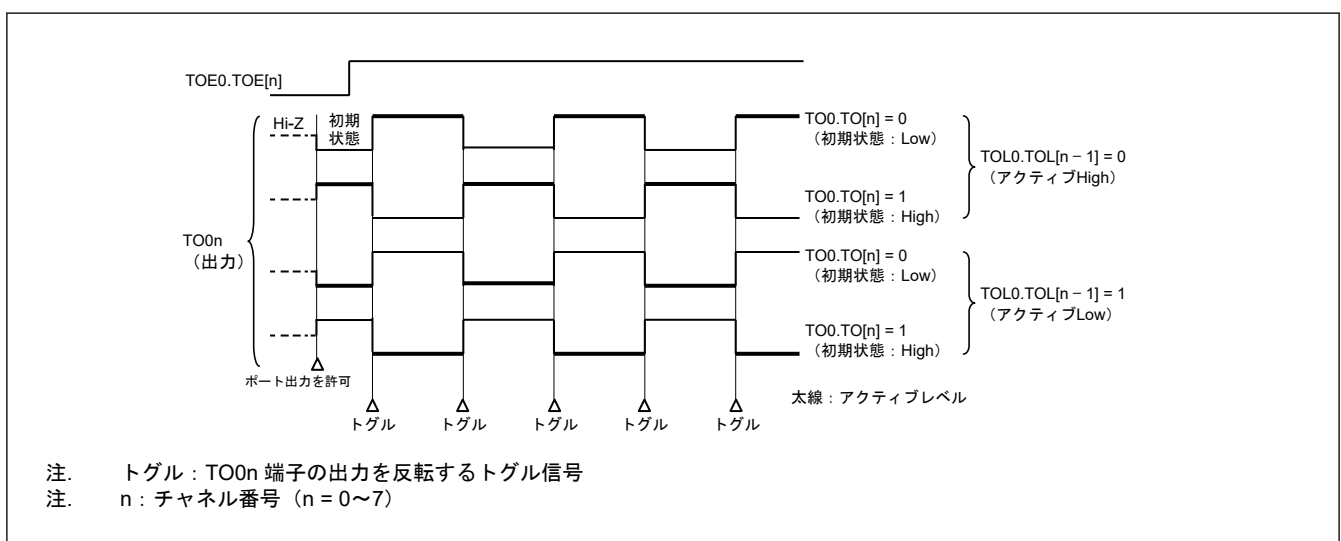 TOE0.TOE[n]
Hi-Z
初期
状態
TO0.TO[n] = 0
（初期状態：Low）
TOL0.TOL[n − 1] = 0
（アクティブHigh）
TO0.TO[n] = 1
（初期状態：High）
TO0n
（出力）
TO0.TO[n] = 0
（初期状態：Low）
TOL0.TOL[n − 1] = 1
（アクティブLow）
TO0.TO[n] = 1
（初期状態：High）
ポート出力を許可
太線：アクティブレベル
トグル トグル トグル トグル トグル
注. トグル：TO0n 端子の出力を反転するトグル信号
注. n：チャネル番号（n = 0～7）